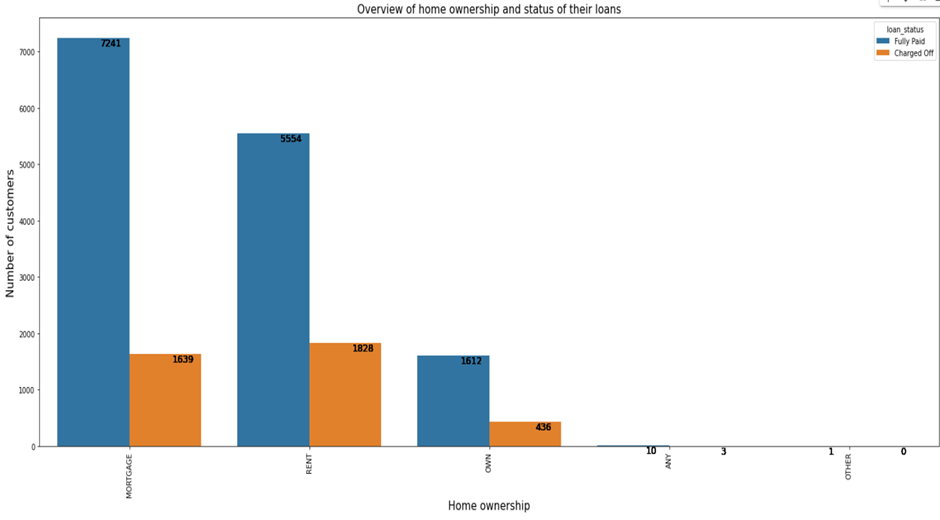 Overview of home ownership and status of their loans
loan_status
Fully Paid
Charged Off
Number of customers
7000
6000
5000
4000
3000
2000
1000
0
7241
1639
5554
1828
1612
436
10
3
1
0
MORTGAGE
RENT
OWN
ANY
OTHER
Home ownership